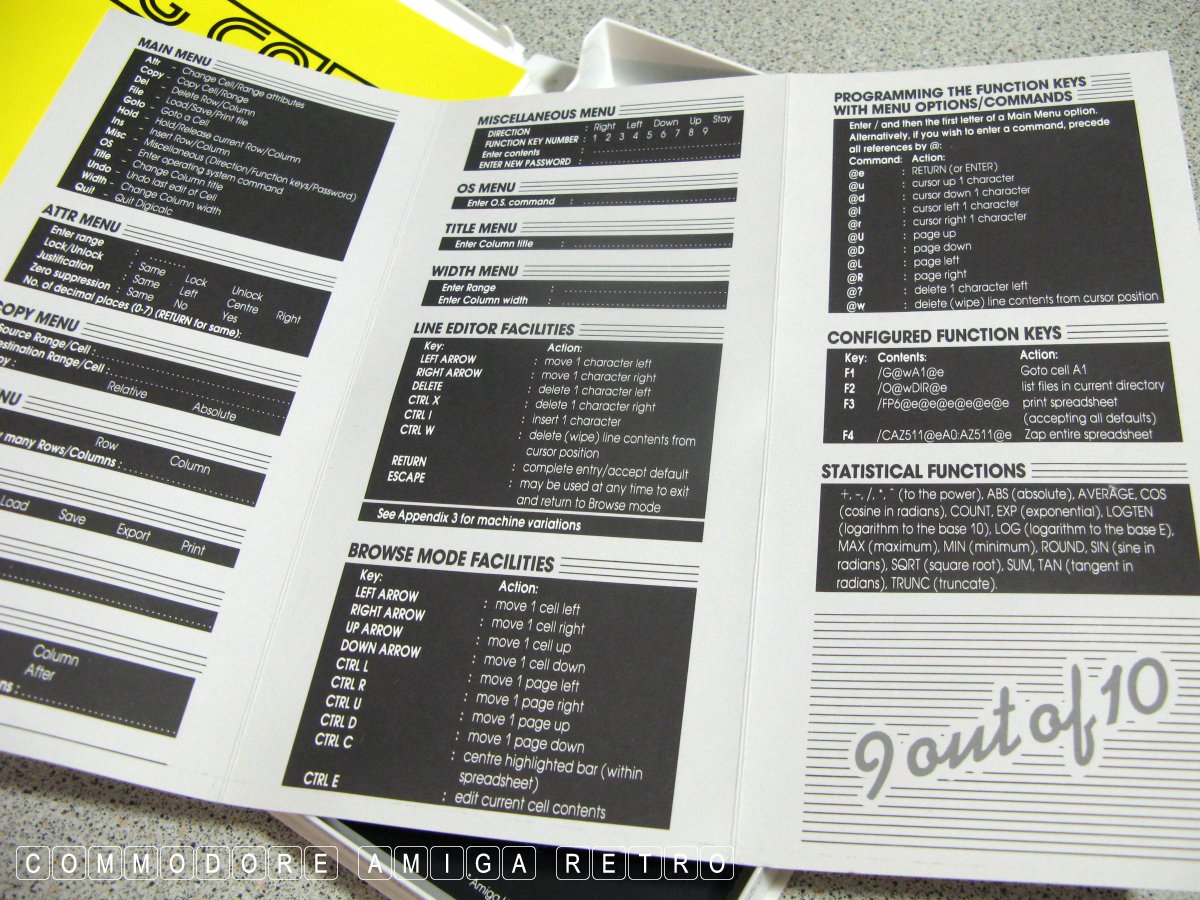 MAIN MENU
Attr - Change Cell/Range attributes
Copy - Copy Cell/Range
Del - Delete Row/Column
File - Load/Save/Print file
Goto - Goto a Cell
Hold - Hold/Release current Row/Column
Ins - Insert Row/Column
Misc - Miscellaneous (Direction/Function keys/Password)
OS - Enter operating system command
Title - Change Column title
Undo - Undo last edit of Cell
Width - Change Column width
Quit - Quit Digicalc
ATTR MENU
Enter range : ........
Lock/Unlock : Same Lock Unlock
Justification : Same Left Centre Right
Zero suppression : Same No Yes
No. of decimal places (0-7) (RETURN for same):
COPY MENU
Source Range/Cell : ........
Destination Range/Cell : ........
Relative Absolute
Row Column
many Rows/Columns : ........
Load Save Export Print
Column
After
MISCELLANEOUS MENU
DIRECTION : Right Left Down Up Stay
FUNCTION KEY NUMBER : 1 2 3 4 5 6 7 8 9
Enter contents : ........
ENTER NEW PASSWORD : ........
OS MENU
Enter O.S. command : ........
TITLE MENU
Enter Column title : ........
WIDTH MENU
Enter Range : ........
Enter Column width : ........
LINE EDITOR FACILITIES
Key: Action:
LEFT ARROW : move 1 character left
RIGHT ARROW : move 1 character right
DELETE : delete 1 character left
CTRL X : delete 1 character right
CTRL I : insert 1 character
CTRL W : delete (wipe) line contents from
cursor position
RETURN : complete entry/accept default
ESCAPE : may be used at any time to exit
and return to Browse mode
See Appendix 3 for machine variations
BROWSE MODE FACILITIES
Key: Action:
LEFT ARROW : move 1 cell left
RIGHT ARROW : move 1 cell right
UP ARROW : move 1 cell up
DOWN ARROW : move 1 cell down
CTRL L : move 1 page left
CTRL R : move 1 page right
CTRL U : move 1 page up
CTRL D : move 1 page down
CTRL C : centre highlighted bar (within
spreadsheet)
CTRL E : edit current cell contents
PROGRAMMING THE FUNCTION KEYS
WITH MENU OPTIONS/COMMANDS
Enter / and then the first letter of a Main Menu option.
Alternatively, if you wish to enter a command, precede
all references by @:
Command: Action:
@e : RETURN (or ENTER)
@u : cursor up 1 character
@d : cursor down 1 character
@l : cursor left 1 character
@r : cursor right 1 character
@U : page up
@D : page down
@L : page left
@R : page right
@? : delete 1 character left
@w : delete (wipe) line contents from cursor position
CONFIGURED FUNCTION KEYS
Key: Contents: Action:
F1 /G@wA1@e Goto cell A1
F2 /O@wDIR@e list files in current directory
F3 /FP6@e@e@e@e@e@e print spreadsheet
(accepting all defaults)
F4 /CAZ511@eA0:AZ511@e Zap entire spreadsheet
STATISTICAL FUNCTIONS
+, -, /, *, ^ (to the power), ABS (absolute), AVERAGE, COS
(cosine in radians), COUNT, EXP (exponential), LOGTEN
(logarithm to the base 10), LOG (logarithm to the base E),
MAX (maximum), MIN (minimum), ROUND, SIN (sine in
radians), SQRT (square root), SUM, TAN (tangent in
radians), TRUNC (truncate).
9 out of 10
COMMODORE AMIGA RETRO
Amiga